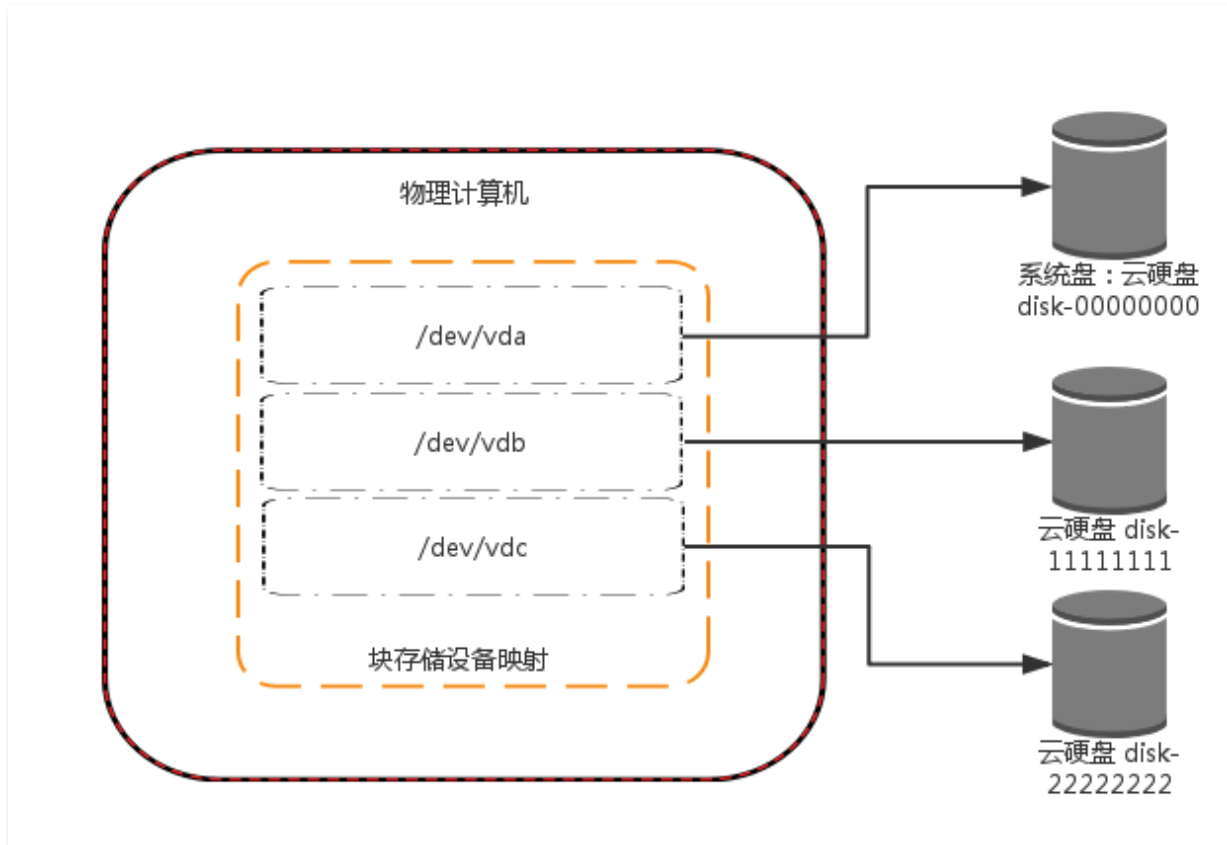 物理计算机
/dev/vda
/dev/vdb
/dev/vdc
块存储设备映射
系统盘：云硬盘
disk-00000000
云硬盘 disk-
11111111
云硬盘 disk-
22222222